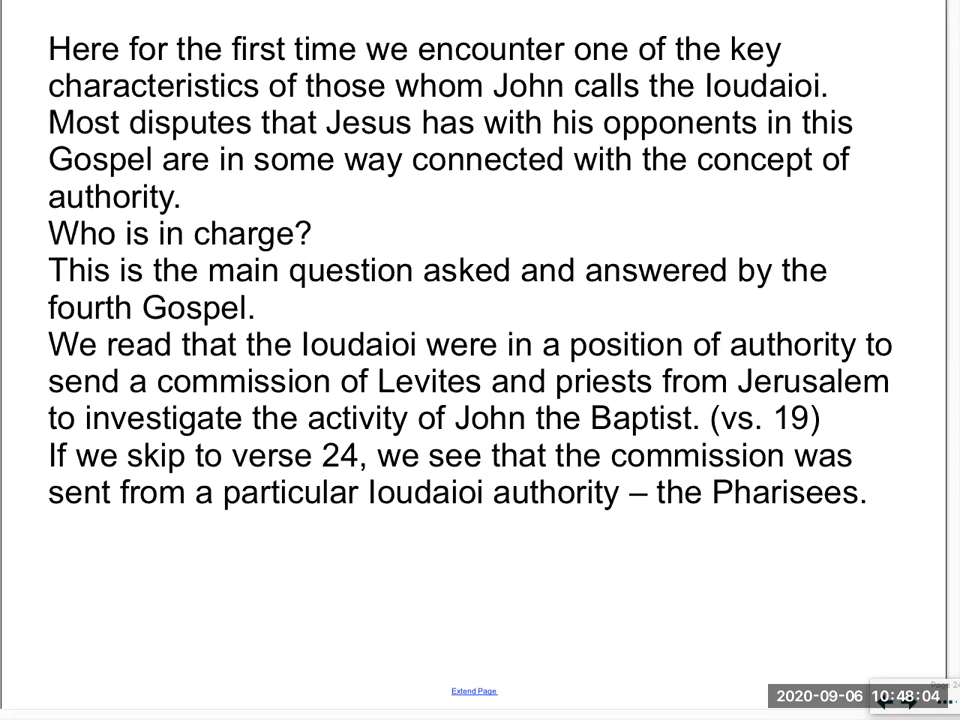 Here for the first time we encounter one of the key
characteristics of those whom John calls the Ioudaioi.
Most disputes that Jesus has with his opponents in this
Gospel are in some way connected with the concept of
authority.
Who is in charge?
This is the main question asked and answered by the
fourth Gospel.
We read that the Ioudaioi were in a position of authority to
send a commission of Levites and priests from Jerusalem
to investigate the activity of John the Baptist. (vs. 19)
If we skip to verse 24, we see that the commission was
sent from a particular Ioudaioi authority – the Pharisees.
Extend Page
2020-09-06 10:48:04